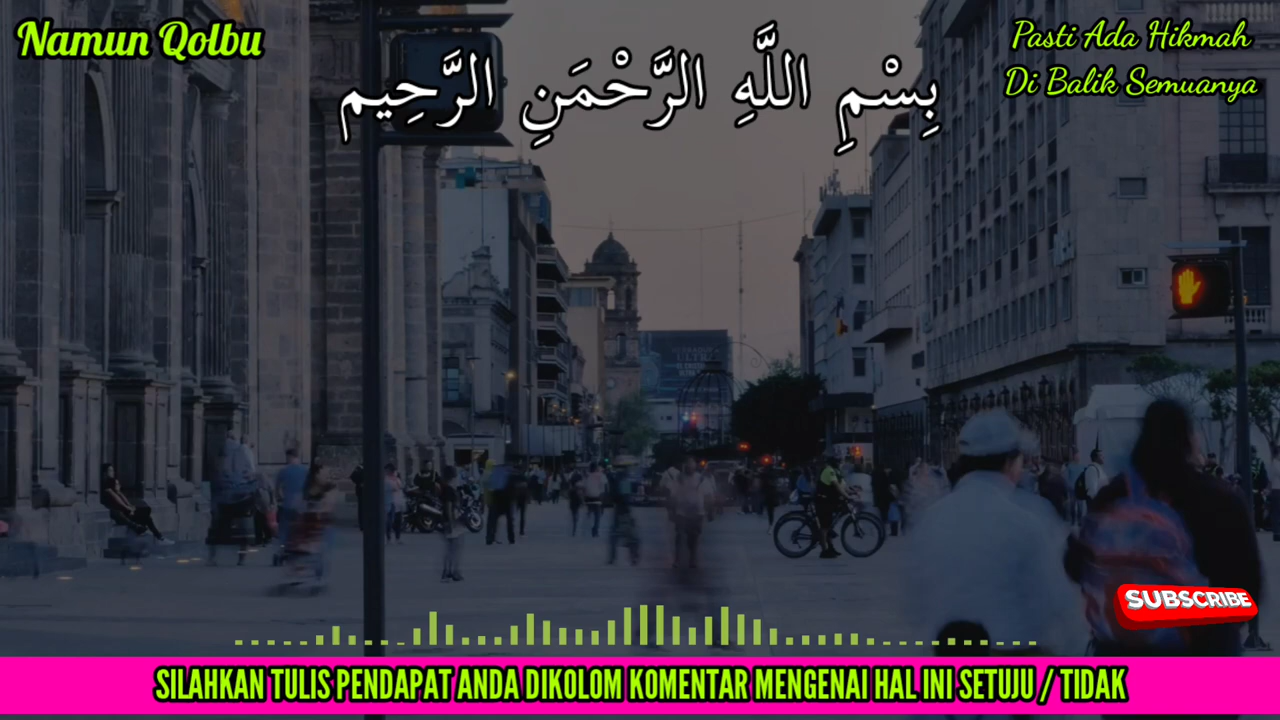 Namun Qolbu
Pasti Ada Hikmah
Di Balik Semuanya
بِسْمِ اللَّهِ الرَّحْمَنِ الرَّحِيم
SUBSCRIBE
SILAHKAN TULIS PENDAPAT ANDA DIKOLOM KOMENTAR MENGENAI HAL INI SETUJU / TIDAK